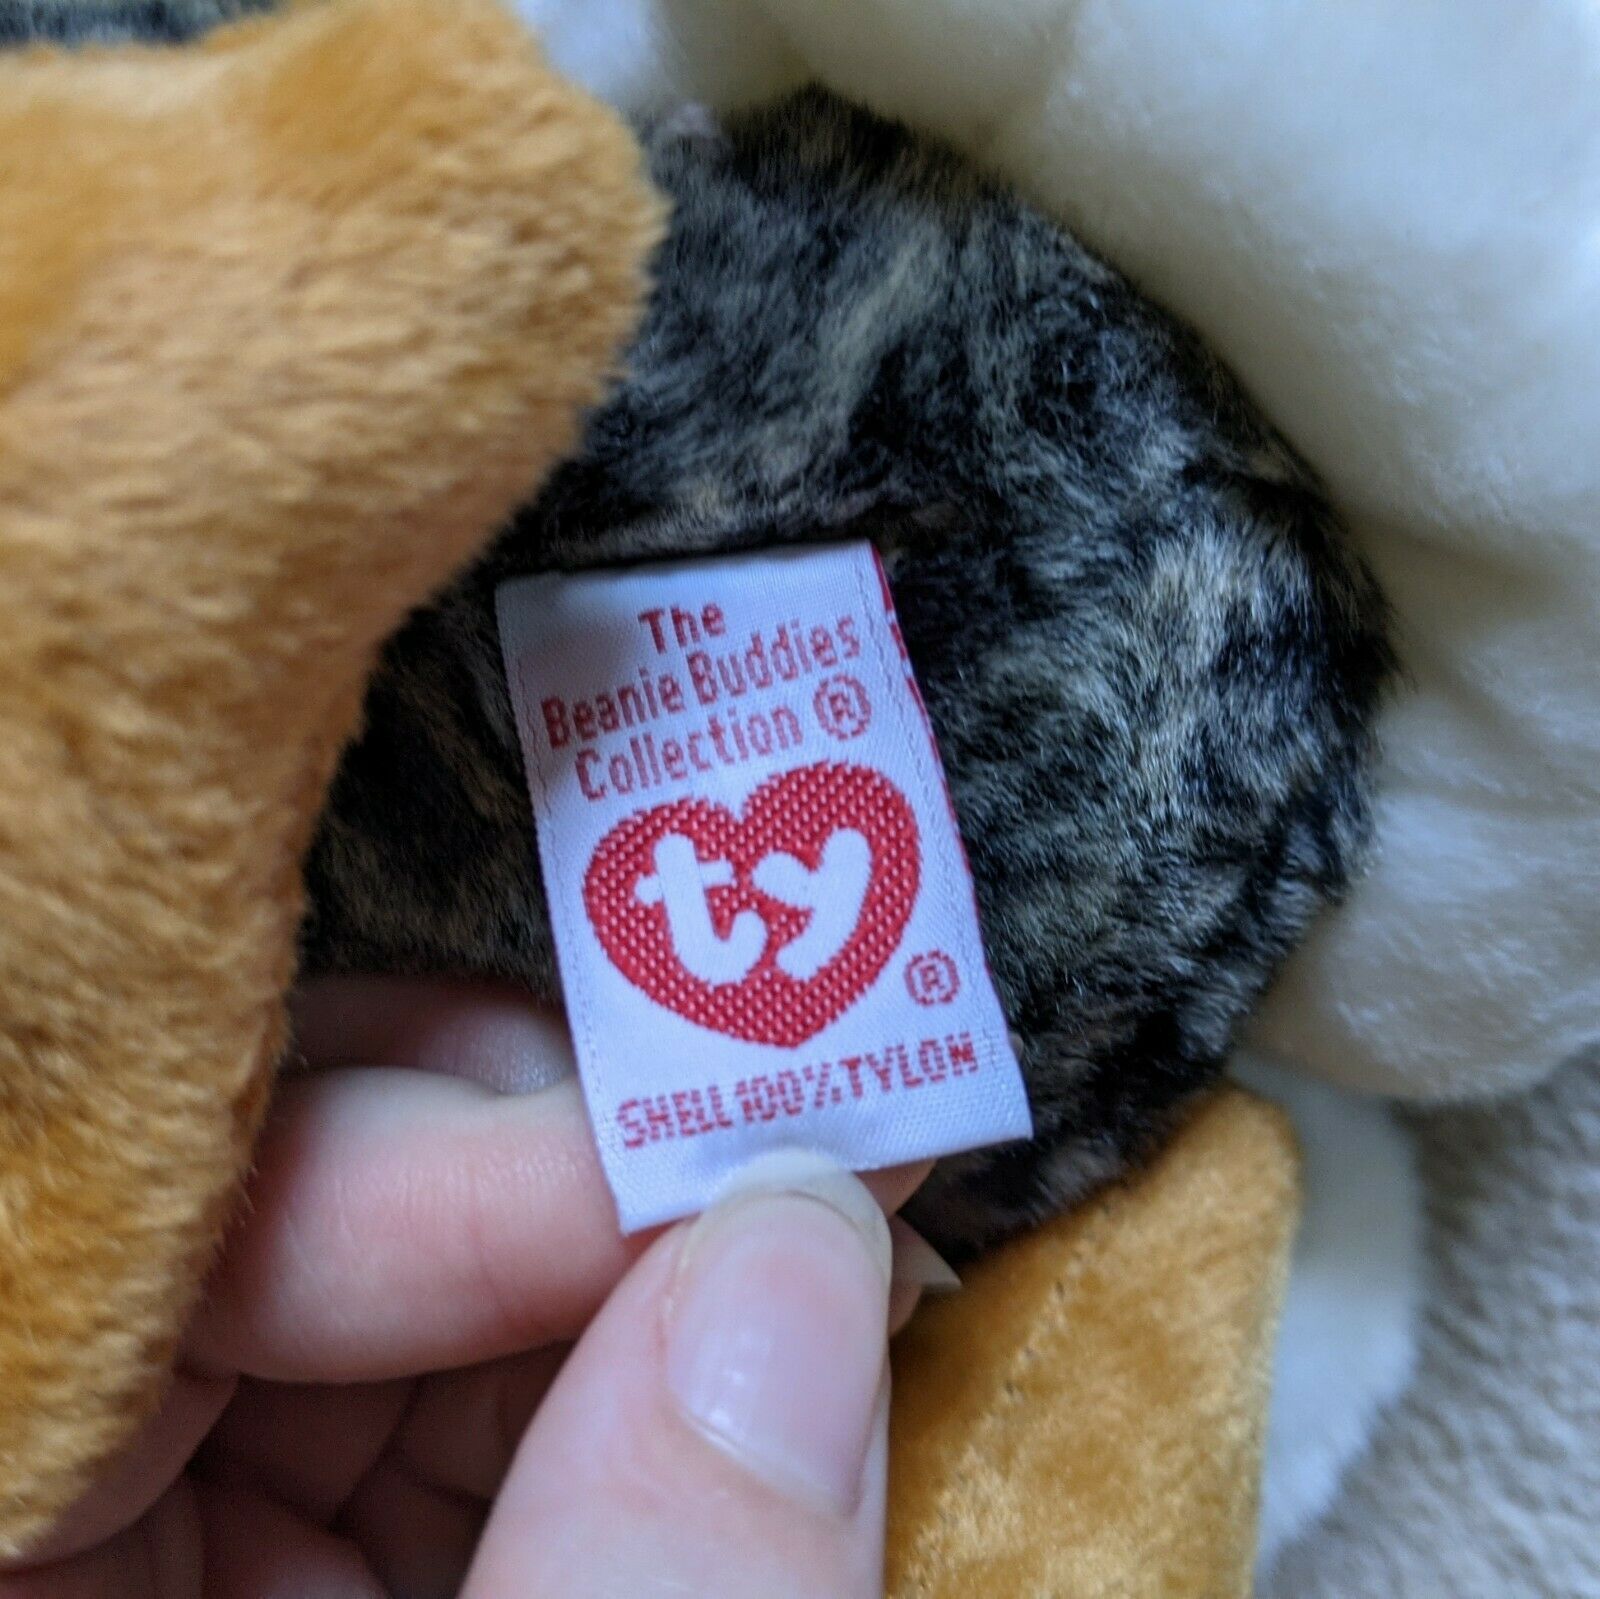 The
Beanie Buddies
Collection ®
ty
®
SHELL 100% TYLON